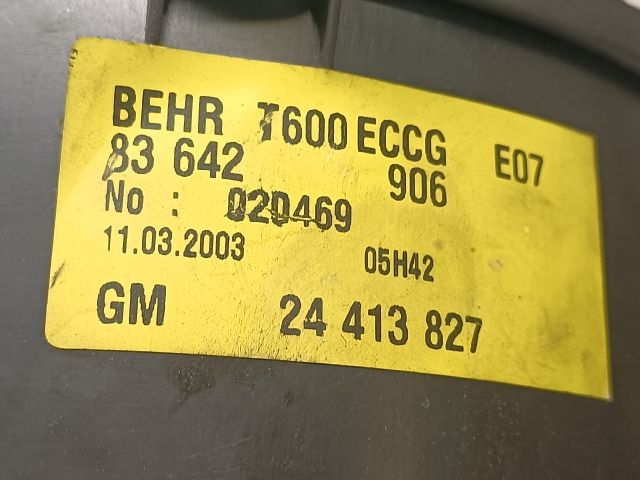 BEHR T600 ECCG E07
83 642 906
No : 020469
11.03.2003 05H42
GM 24 413 827